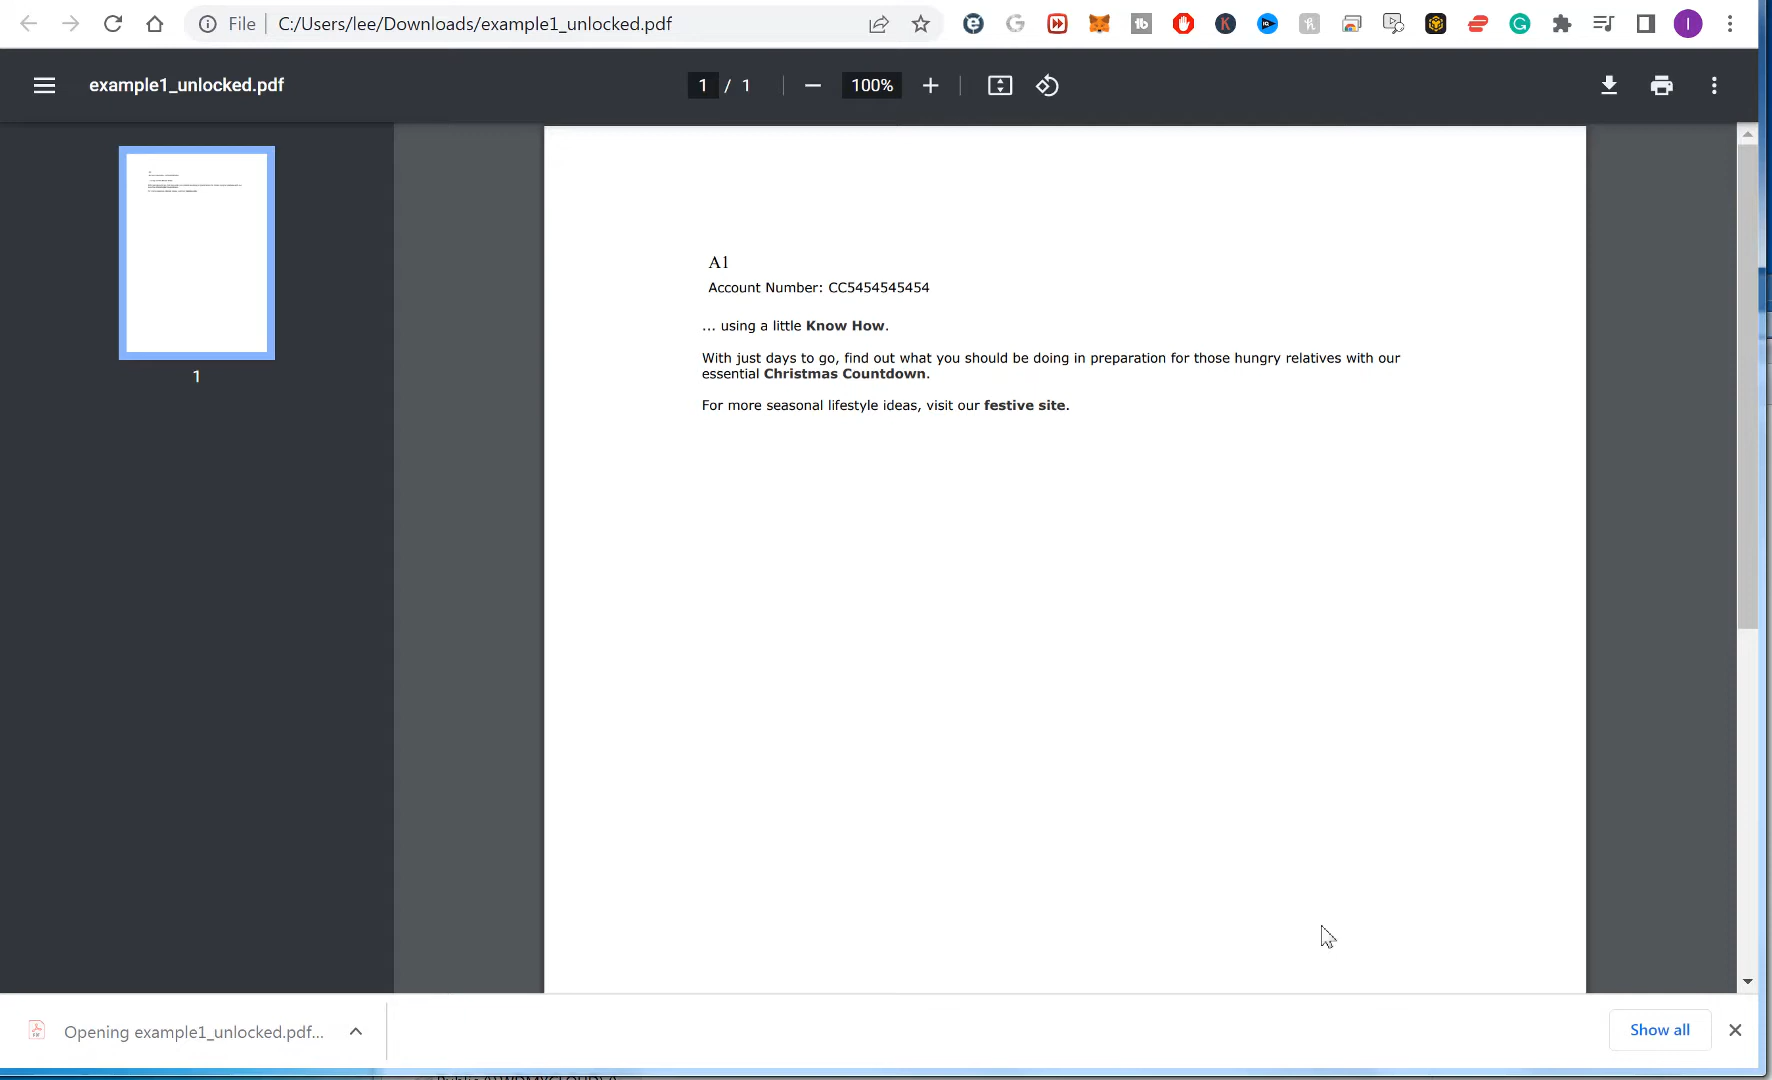 File
C:/Users/lee/Downloads/example1_unlocked.pdf
example1_unlocked.pdf
1 / 1
100%
1
A1
Account Number: CC5454545454
... using a little Know How.
With just days to go, find out what you should be doing in preparation for those hungry relatives with our
essential Christmas Countdown.
For more seasonal lifestyle ideas, visit our festive site.
Opening example1_unlocked.pdf...
Show all